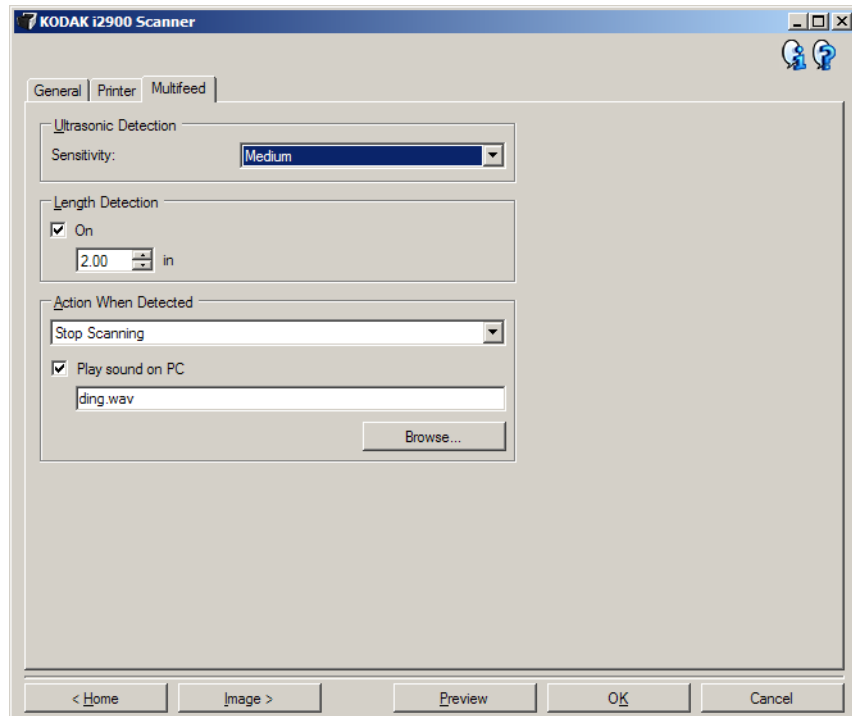 KODAK i2900 Scanner
General Printer Multifeed
Ultrasonic Detection
Sensitivity: Medium
Length Detection
On
2.00 in
Action When Detected
Stop Scanning
Play sound on PC
ding.wav
Browse...
< Home Image > Preview OK Cancel